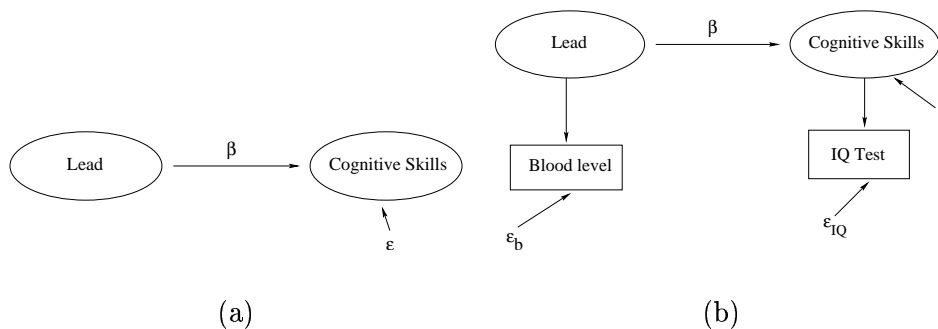 Lead
β
Cognitive Skills
ε
(a)
Lead
β
Cognitive Skills
Blood level
IQ Test
ε_b
ε_IQ
(b)